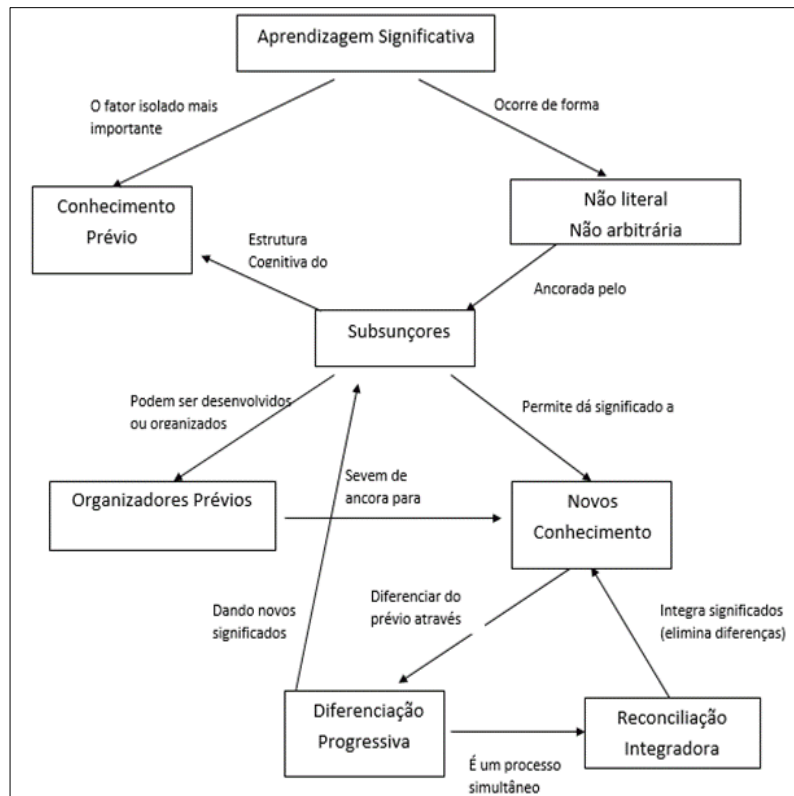 Aprendizagem Significativa
O fator isolado mais
importante
Ocorre de forma
Conhecimento
Prévio
Não literal
Não arbitrária
Estrutura
Cognitiva do
Ancorada pelo
Subsunçores
Podem ser desenvolvidos
ou organizados
Permite dá significado a
Sevem de
ancora para
Organizadores Prévios
Novos
Conhecimento
Diferenciar do
prévio através
Dando novos
significados
Integra significados
(elimina diferenças)
Diferenciação
Progressiva
Reconciliação
Integradora
É um processo
simultâneo